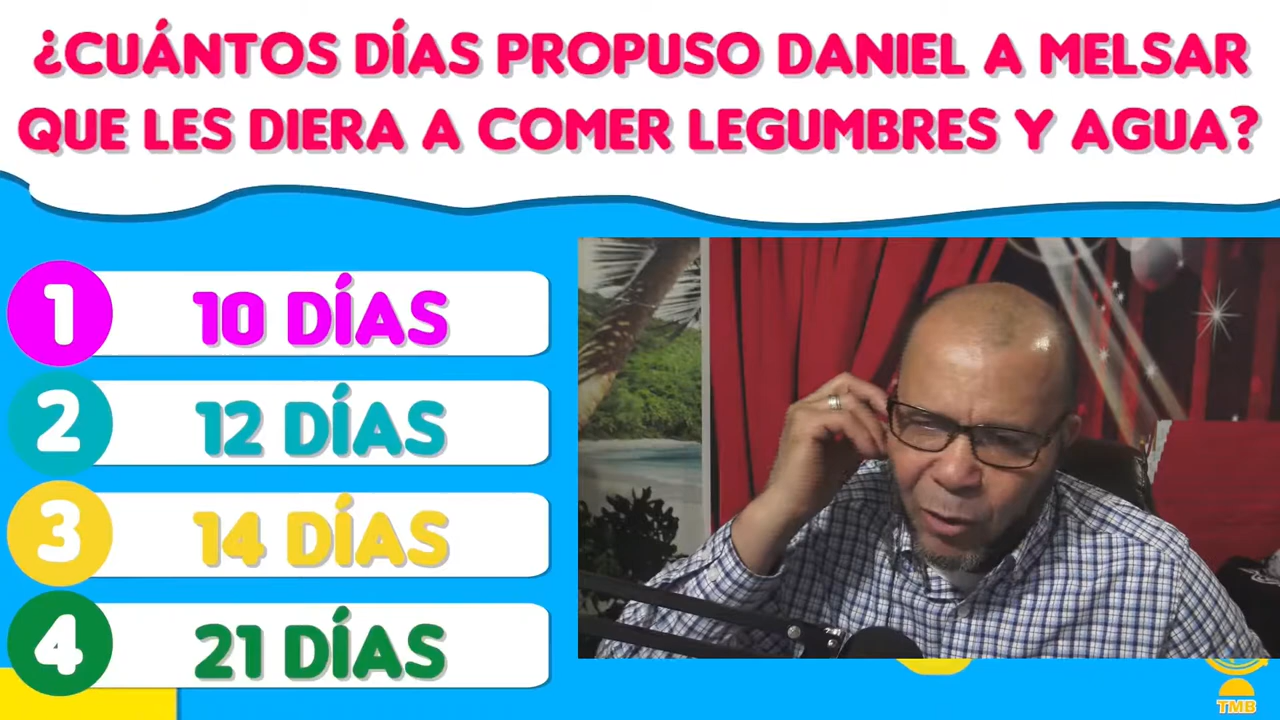 ¿CUÁNTOS DÍAS PROPUSO DANIEL A MELSAR
QUE LES DIERA A COMER LEGUMBRES Y AGUA?
1 10 DÍAS
2 12 DÍAS
3 14 DÍAS
4 21 DÍAS
TMB